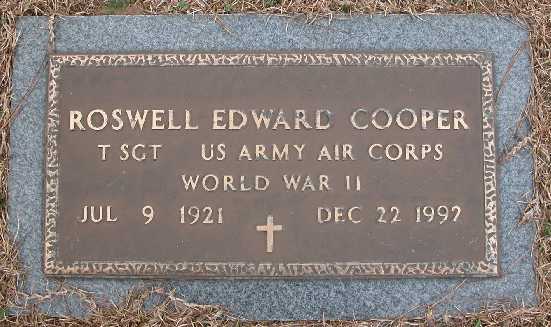 ROSWELL EDWARD COOPER
T SGT US ARMY AIR CORPS
WORLD WAR II
JUL 9 1921 DEC 22 1992